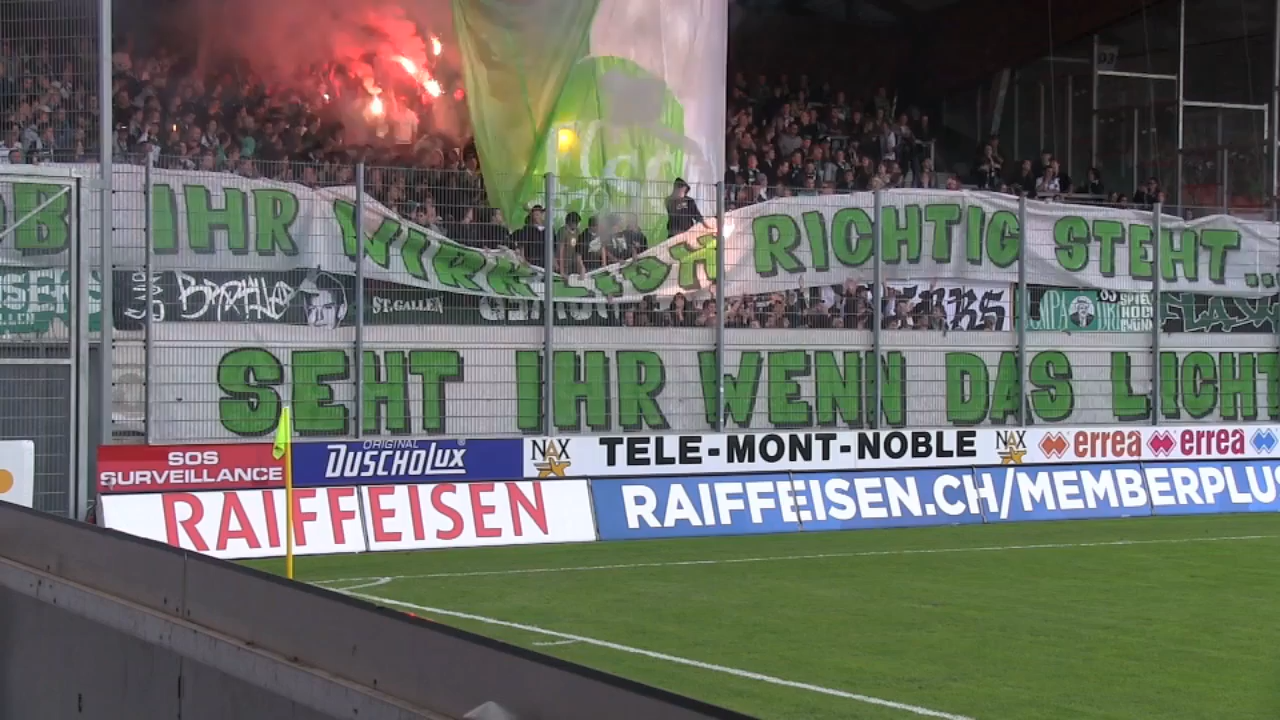 OB IHR WIRKLICH RICHTIG STEHT...
ST.GALLEN
SEHT IHR WENN DAS LICHT
SOS
SURVEILLANCE
ORIGINAL
DUSCHOLUX®
NAX
TELE-MONT-NOBLE
NAX
errea
errea
RAIFFEISEN
RAIFFEISEN.CH/MEMBERPLUS